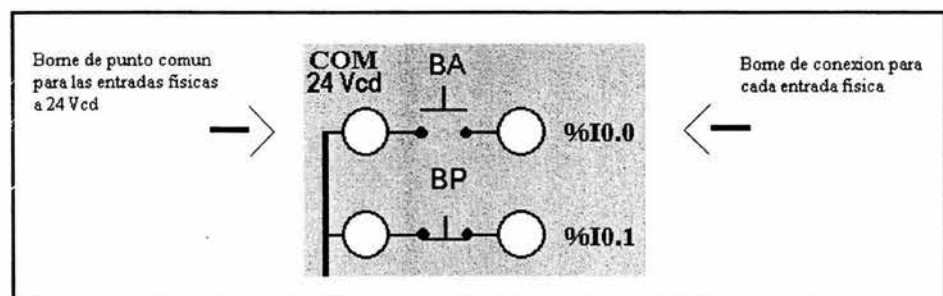 Borne de punto comun
para las entradas fisicas
a 24 Vcd
COM
24 Vcd
BA
%I0.0
BP
%I0.1
Borne de conexion para
cada entrada fisica